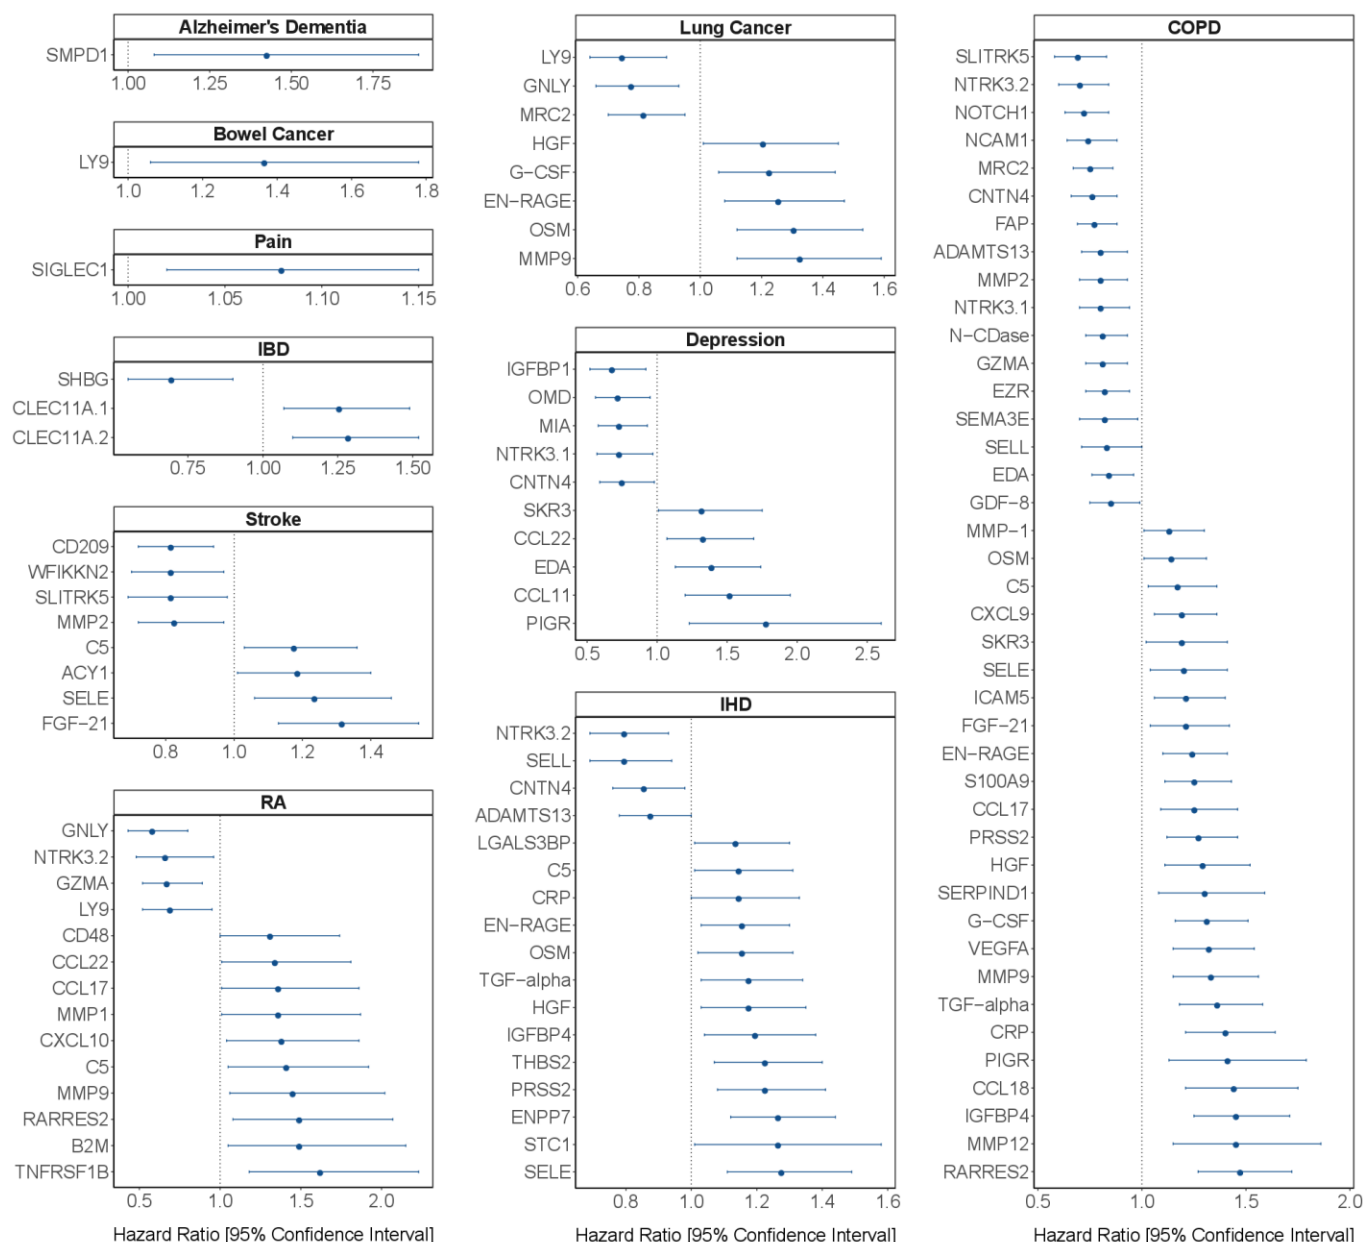 Alzheimer's Dementia
SMPD1
1.00 1.25 1.50 1.75
Bowel Cancer
LY9
1.0 1.2 1.4 1.6 1.8
Pain
SIGLEC1
1.00 1.05 1.10 1.15
IBD
SHBG
CLEC11A.1
CLEC11A.2
0.75 1.00 1.25 1.50
Stroke
CD209
WFIKKN2
SLITRK5
MMP2
C5
ACY1
SELE
FGF−21
0.8 1.0 1.2 1.4
RA
GNLY
NTRK3.2
GZMA
LY9
CD48
CCL22
CCL17
MMP1
CXCL10
C5
MMP9
RARRES2
B2M
TNFRSF1B
0.5 1.0 1.5 2.0
Hazard Ratio [95% Confidence Interval]
Lung Cancer
LY9
GNLY
MRC2
HGF
G−CSF
EN−RAGE
OSM
MMP9
0.6 0.8 1.0 1.2 1.4 1.6
Depression
IGFBP1
OMD
MIA
NTRK3.1
CNTN4
SKR3
CCL22
EDA
CCL11
PIGR
0.5 1.0 1.5 2.0 2.5
IHD
NTRK3.2
SELL
CNTN4
ADAMTS13
LGALS3BP
C5
CRP
EN−RAGE
OSM
TGF−alpha
HGF
IGFBP4
THBS2
PRSS2
ENPP7
STC1
SELE
0.8 1.0 1.2 1.4 1.6
Hazard Ratio [95% Confidence Interval]
COPD
SLITRK5
NTRK3.2
NOTCH1
NCAM1
MRC2
CNTN4
FAP
ADAMTS13
MMP2
NTRK3.1
N−CDase
GZMA
EZR
SEMA3E
SELL
EDA
GDF−8
MMP−1
OSM
C5
CXCL9
SKR3
SELE
ICAM5
FGF−21
EN−RAGE
S100A9
CCL17
PRSS2
HGF
SERPIND1
G−CSF
VEGFA
MMP9
TGF−alpha
CRP
PIGR
CCL18
IGFBP4
MMP12
RARRES2
0.5 1.0 1.5 2.0
Hazard Ratio [95% Confidence Interval]